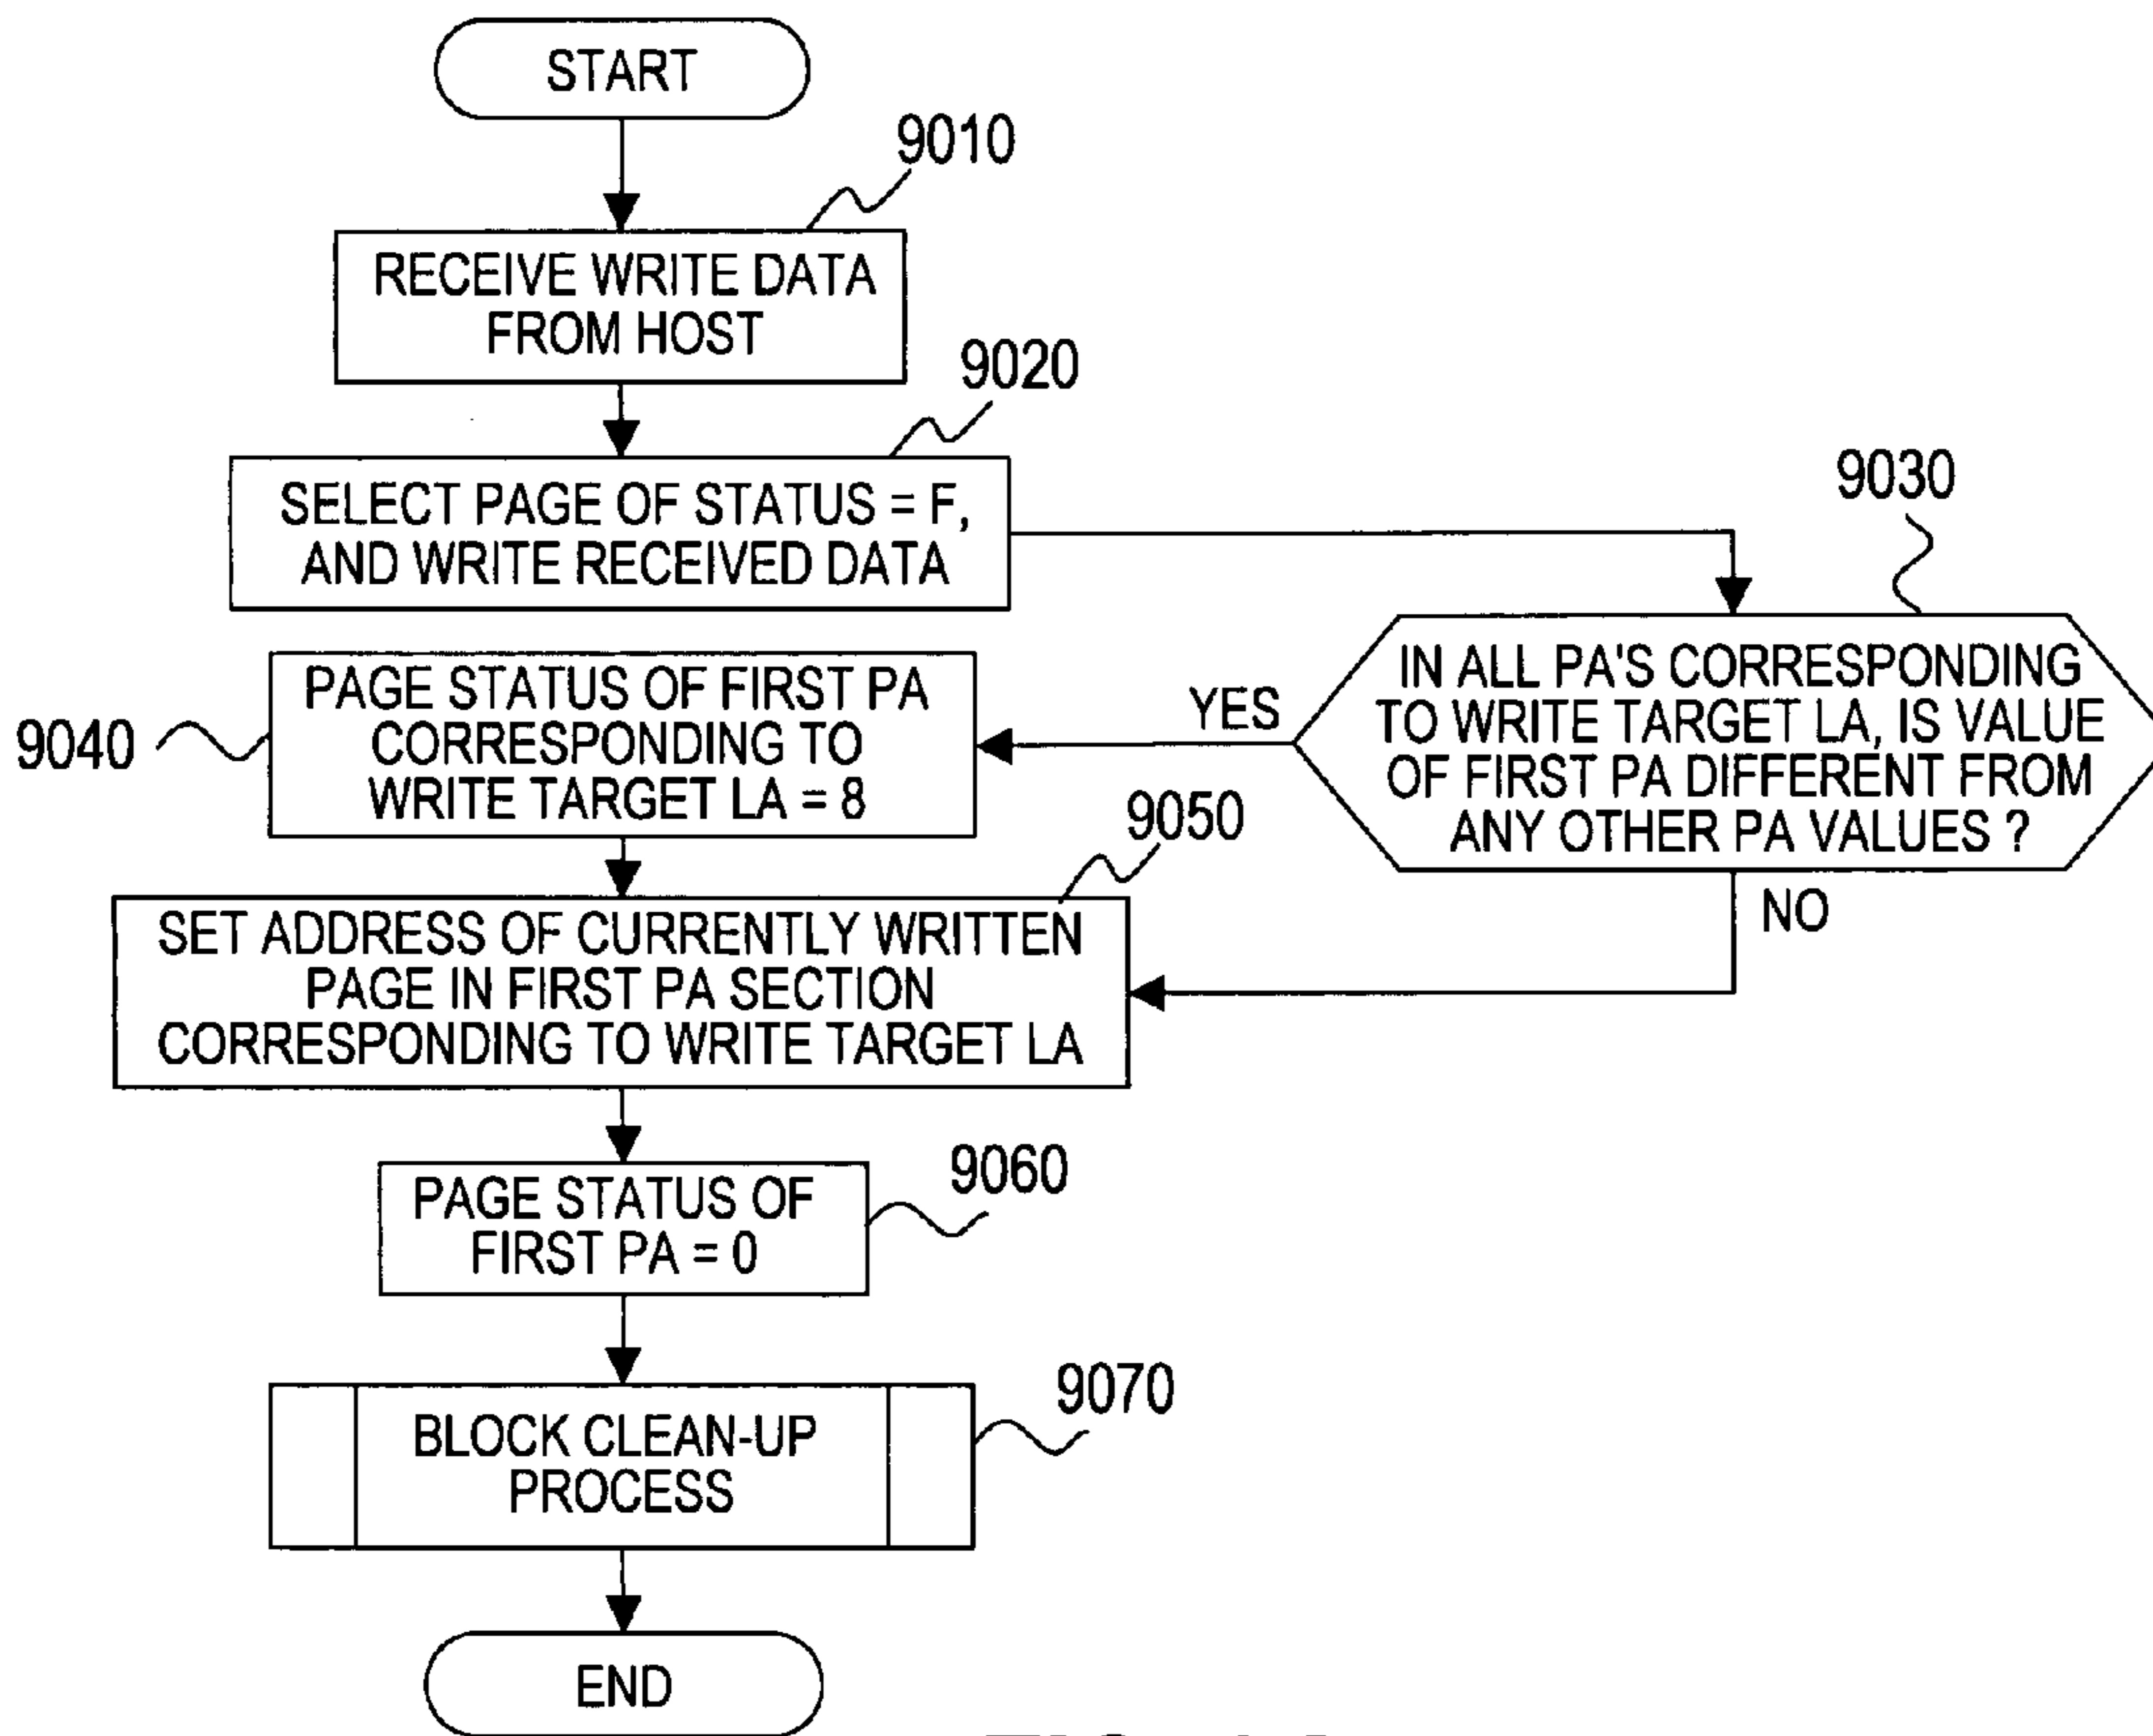 START
9010
RECEIVE WRITE DATA
FROM HOST
9020
SELECT PAGE OF STATUS = F,
AND WRITE RECEIVED DATA
9030
IN ALL PA'S CORRESPONDING
TO WRITE TARGET LA, IS VALUE
OF FIRST PA DIFFERENT FROM
ANY OTHER PA VALUES ?
YES
NO
9040
PAGE STATUS OF FIRST PA
CORRESPONDING TO
WRITE TARGET LA = 8
9050
SET ADDRESS OF CURRENTLY WRITTEN
PAGE IN FIRST PA SECTION
CORRESPONDING TO WRITE TARGET LA
9060
PAGE STATUS OF
FIRST PA = 0
9070
BLOCK CLEAN-UP
PROCESS
END